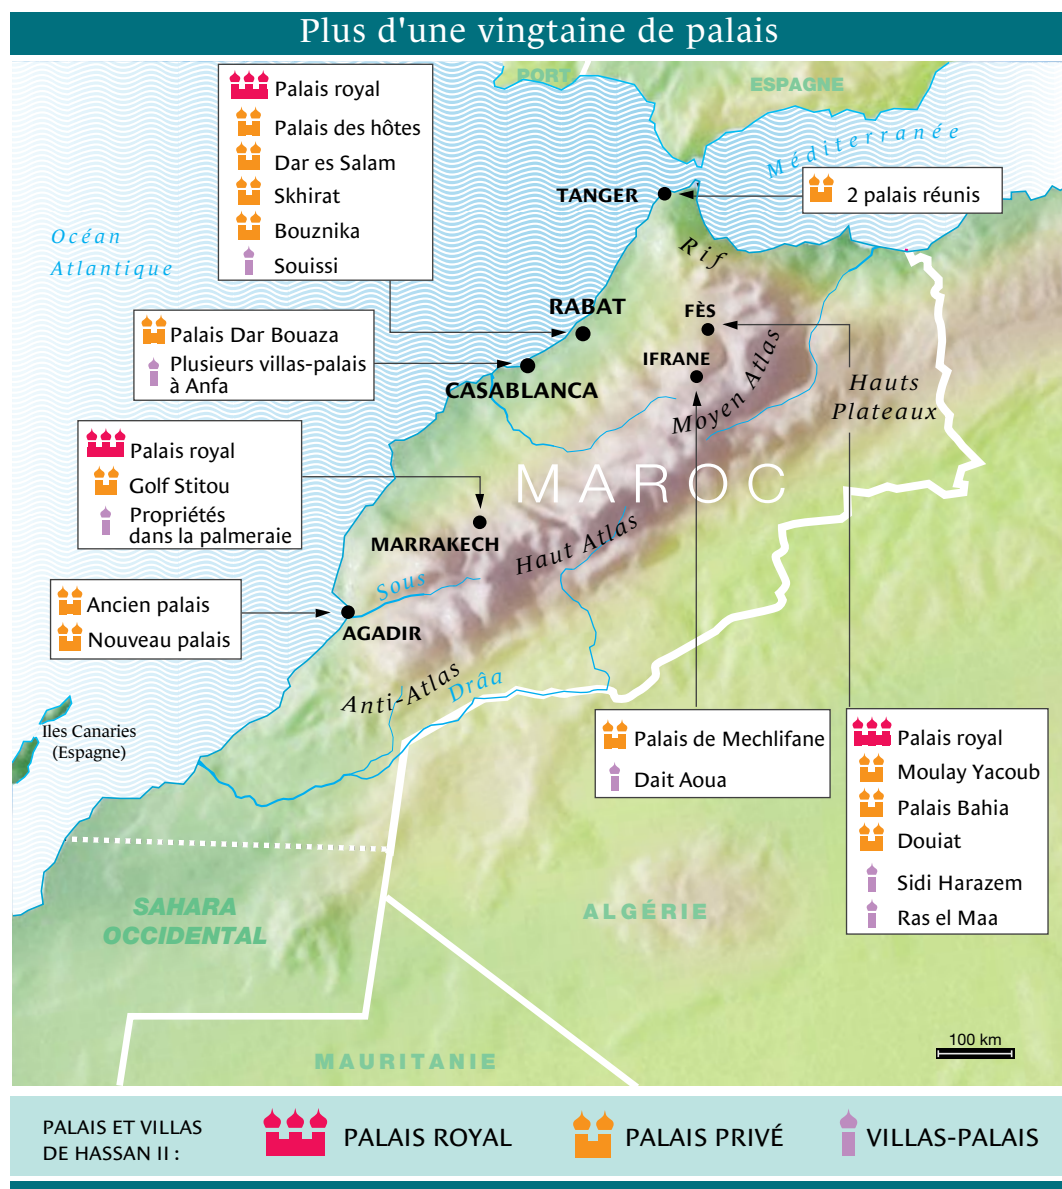 Plus d'une vingtaine de palais
PORT
ESPAGNE
Méditerranée
Palais royal
Palais des hôtes
Dar es Salam
Skhirat
Bouznika
Souissi
TANGER
2 palais réunis
Océan
Atlantique
Rif
RABAT
FÈS
Palais Dar Bouaza
Plusieurs villas-palais
à Anfa
IFRANE
CASABLANCA
Moyen Atlas
Hauts
Plateaux
Palais royal
Golf Stitou
Propriétés
dans la palmeraie
MAROC
MARRAKECH
Haut Atlas
Sous
Ancien palais
Nouveau palais
AGADIR
Anti-Atlas
Drâa
Iles Canaries
(Espagne)
Palais de Mechlifane
Dait Aoua
Palais royal
Moulay Yacoub
Palais Bahia
Douiat
Sidi Harazem
Ras el Maa
SAHARA
OCCIDENTAL
ALGÉRIE
MAURITANIE
100 km
PALAIS ET VILLAS
DE HASSAN II :
PALAIS ROYAL
PALAIS PRIVÉ
VILLAS-PALAIS